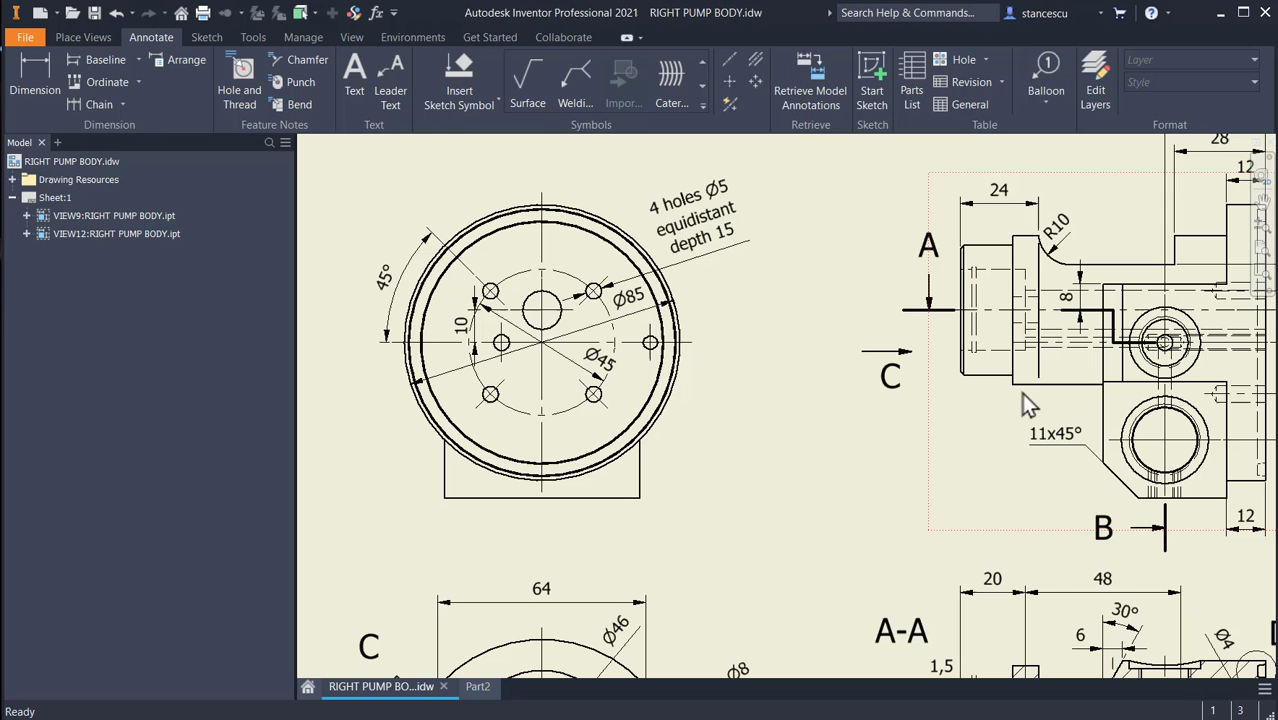 Autodesk Inventor Professional 2021 RIGHT PUMP BODY.idw
Search Help & Commands...
stancescu
File
Place Views
Annotate
Sketch
Tools
Manage
View
Environments
Get Started
Collaborate
Dimension
Baseline
Ordinate
Chain
Arrange
Dimension
Hole and
Thread
Chamfer
Punch
Bend
Feature Notes
Text
Leader
Text
Text
Insert
Sketch Symbol
Surface
Weldi...
Impor...
Cater...
Symbols
Retrieve Model
Annotations
Retrieve
Start
Sketch
Sketch
Parts
List
Hole
Revision
General
Table
Balloon
Edit
Layers
Layer
Style
Format
Model
RIGHT PUMP BODY.idw
Drawing Resources
Sheet:1
VIEW9:RIGHT PUMP BODY.ipt
VIEW12:RIGHT PUMP BODY.ipt
4 holes Ø5
equidistant
depth 15
45°
10
Ø85
Ø45
64
C
Ø46
Ø8
28
12
24
R10
A
8
C
11x45°
B
12
20
48
A-A
30°
6
1,5
Ø4
RIGHT PUMP BO...idw
Part2
Ready
1
3